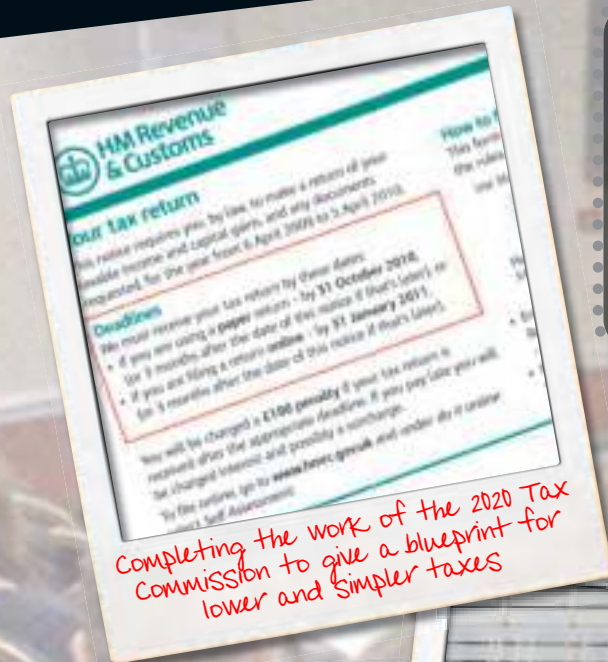 HM Revenue
& Customs
our tax return
This notice requires you, by law, to make a return of your
taxable income and capital gains, and any documents
requested, for the year from 6 April 2009 to 5 April 2010.
Deadlines
We must receive your tax return by these dates:
• if you are using a paper return - by 31 October 2010,
(or 3 months after the date of this notice if that's later), or
• if you are filing a return online - by 31 January 2011,
(or 3 months after the date of this notice if that's later).
You will be charged a £100 penalty if your tax return is
received after the appropriate deadline. If you pay late you will
be charged interest and possibly a surcharge.
To file online, go to www.hmrc.gov.uk and under do it online
Self Assessment
How to f
This form
the rules
Completing the work of the 2020 Tax
Commission to give a blueprint for
lower and simpler taxes